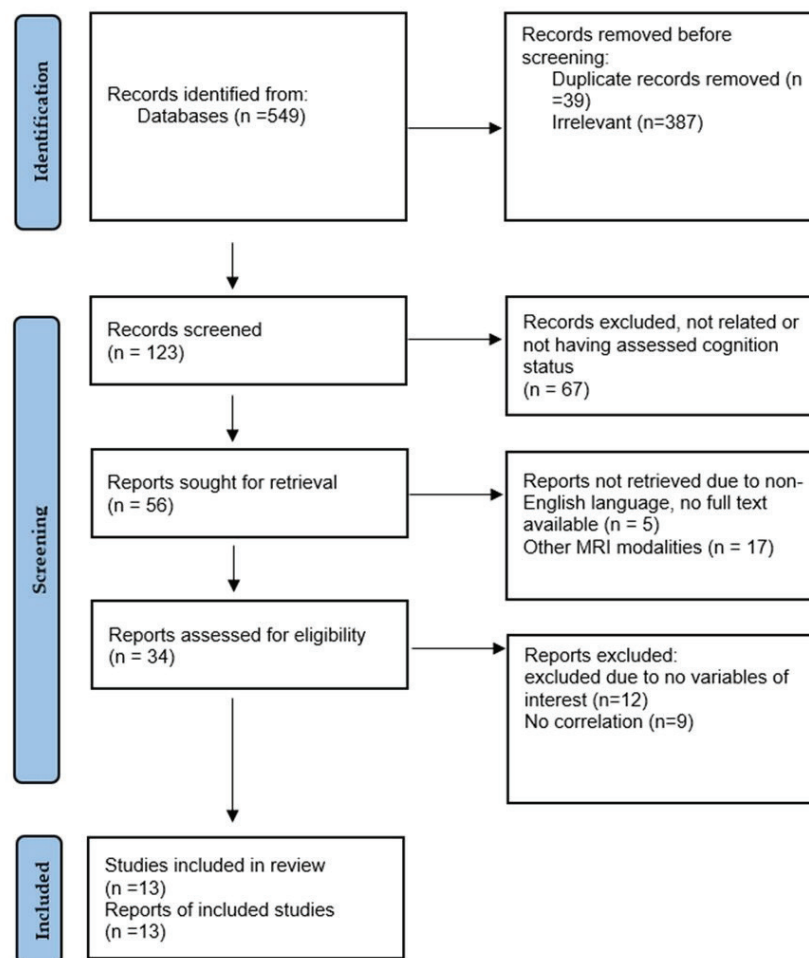 Identification
Records identified from:
Databases (n =549)
Records removed before
screening:
Duplicate records removed (n
=39)
Irrelevant (n=387)
Screening
Records screened
(n = 123)
Records excluded, not related or
not having assessed cognition
status
(n = 67)
Reports sought for retrieval
(n = 56)
Reports not retrieved due to non-
English language, no full text
available (n = 5)
Other MRI modalities (n = 17)
Reports assessed for eligibility
(n = 34)
Reports excluded:
excluded due to no variables of
interest (n=12)
No correlation (n=9)
Included
Studies included in review
(n =13)
Reports of included studies
(n =13)